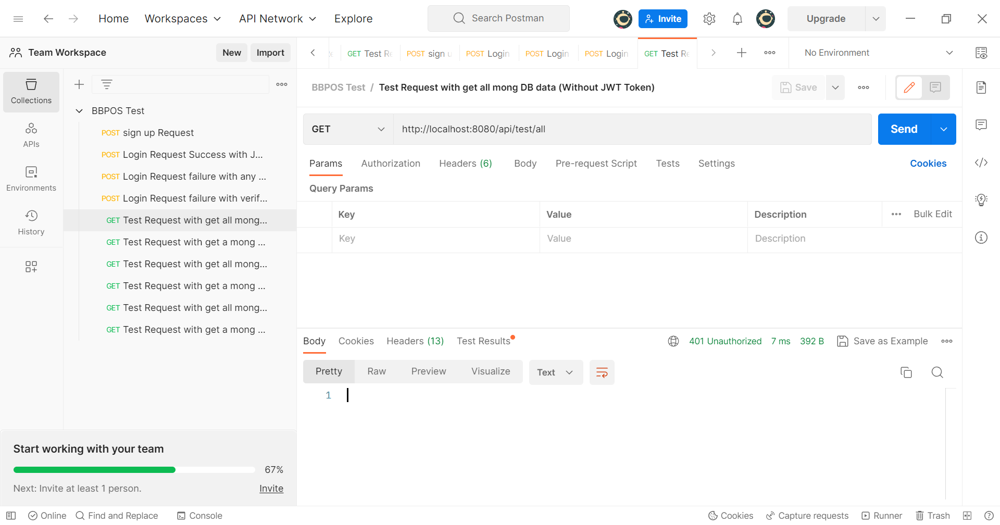 Home Workspaces API Network Explore Search Postman Invite Upgrade
Team Workspace New Import
GET Test Re POST sign u POST Login POST Login POST Login GET Test Re No Environment
Collections
APIs
Environments
History
BBPOS Test
POST sign up Request
POST Login Request Success with J...
POST Login Request failure with any ...
POST Login Request failure with verif...
GET Test Request with get all mong...
GET Test Request with get a mong ...
GET Test Request with get all mong...
GET Test Request with get a mong ...
GET Test Request with get all mong...
GET Test Request with get a mong ...
Start working with your team
67%
Next: Invite at least 1 person. Invite
BBPOS Test / Test Request with get all mong DB data (Without JWT Token) Save
GET http://localhost:8080/api/test/all Send
Params Authorization Headers (6) Body Pre-request Script Tests Settings Cookies
Query Params
Key Value Description Bulk Edit
Key Value Description
Body Cookies Headers (13) Test Results 401 Unauthorized 7 ms 392 B Save as Example
Pretty Raw Preview Visualize Text
1
Online Find and Replace Console Cookies Capture requests Runner Trash